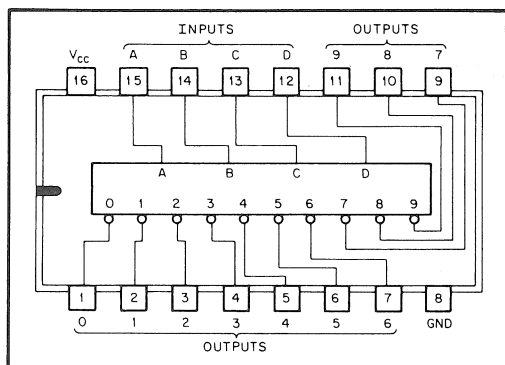 INPUTS OUTPUTS
VCC A B C D 9 8 7
16 15 14 13 12 11 10 9
A B C D
0 1 2 3 4 5 6 7 8 9
1 2 3 4 5 6 7 8
0 1 2 3 4 5 6 GND
OUTPUTS